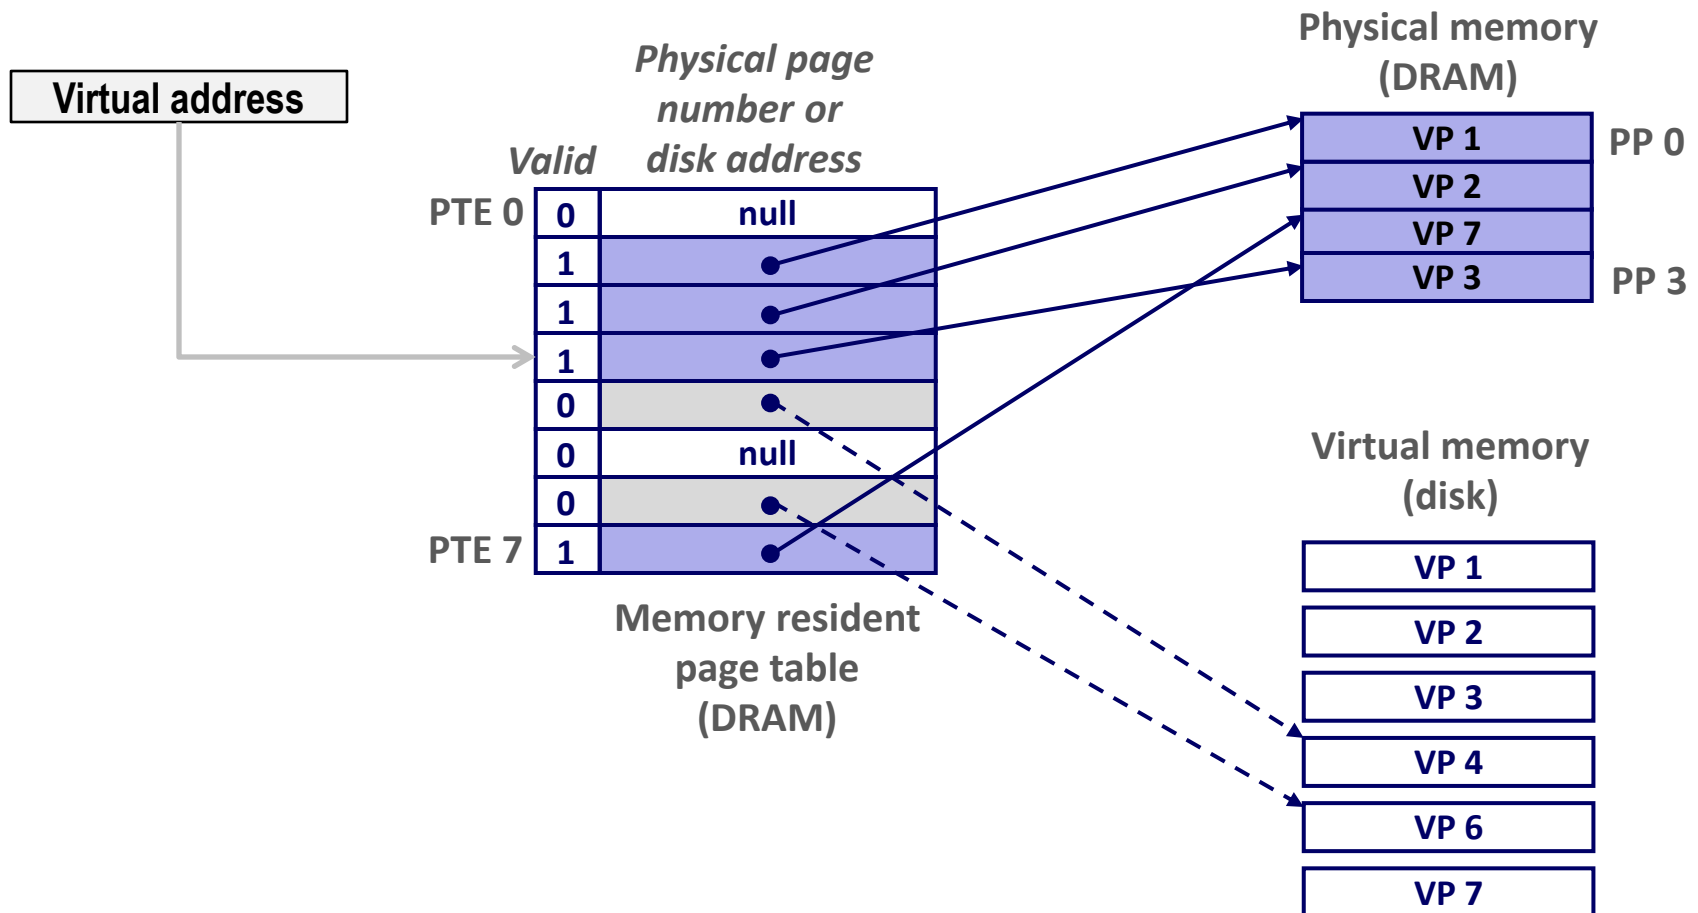 Virtual address
Physical page
number or
disk address
Valid
PTE 0
0
null
1
1
1
0
0
null
0
PTE 7
1
Memory resident
page table
(DRAM)
Physical memory
(DRAM)
VP 1
PP 0
VP 2
VP 7
VP 3
PP 3
Virtual memory
(disk)
VP 1
VP 2
VP 3
VP 4
VP 6
VP 7